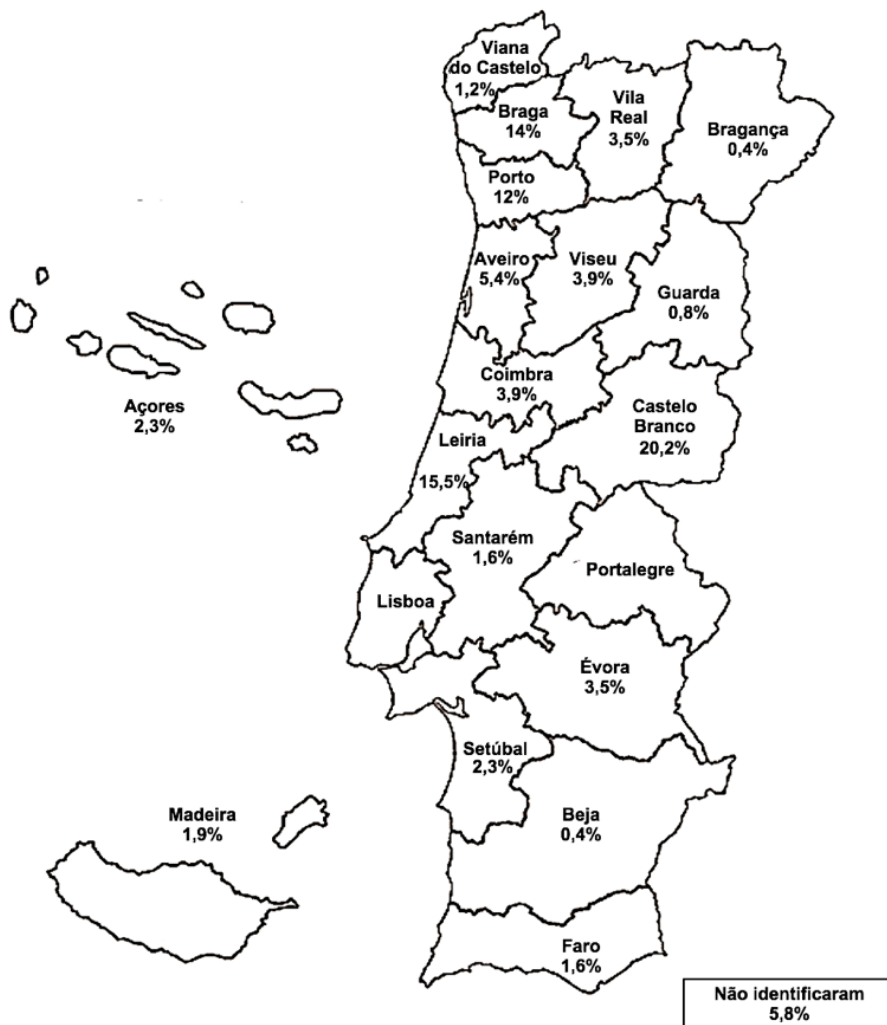 Viana
do Castelo
1,2%
Braga
14%
Vila
Real
3,5%
Bragança
0,4%
Porto
12%
Aveiro
5,4%
Viseu
3,9%
Guarda
0,8%
Coimbra
3,9%
Castelo
Branco
20,2%
Açores
2,3%
Leiria
15,5%
Santarém
1,6%
Portalegre
Lisboa
Évora
3,5%
Setúbal
2,3%
Madeira
1,9%
Beja
0,4%
Faro
1,6%
Não identificaram
5,8%